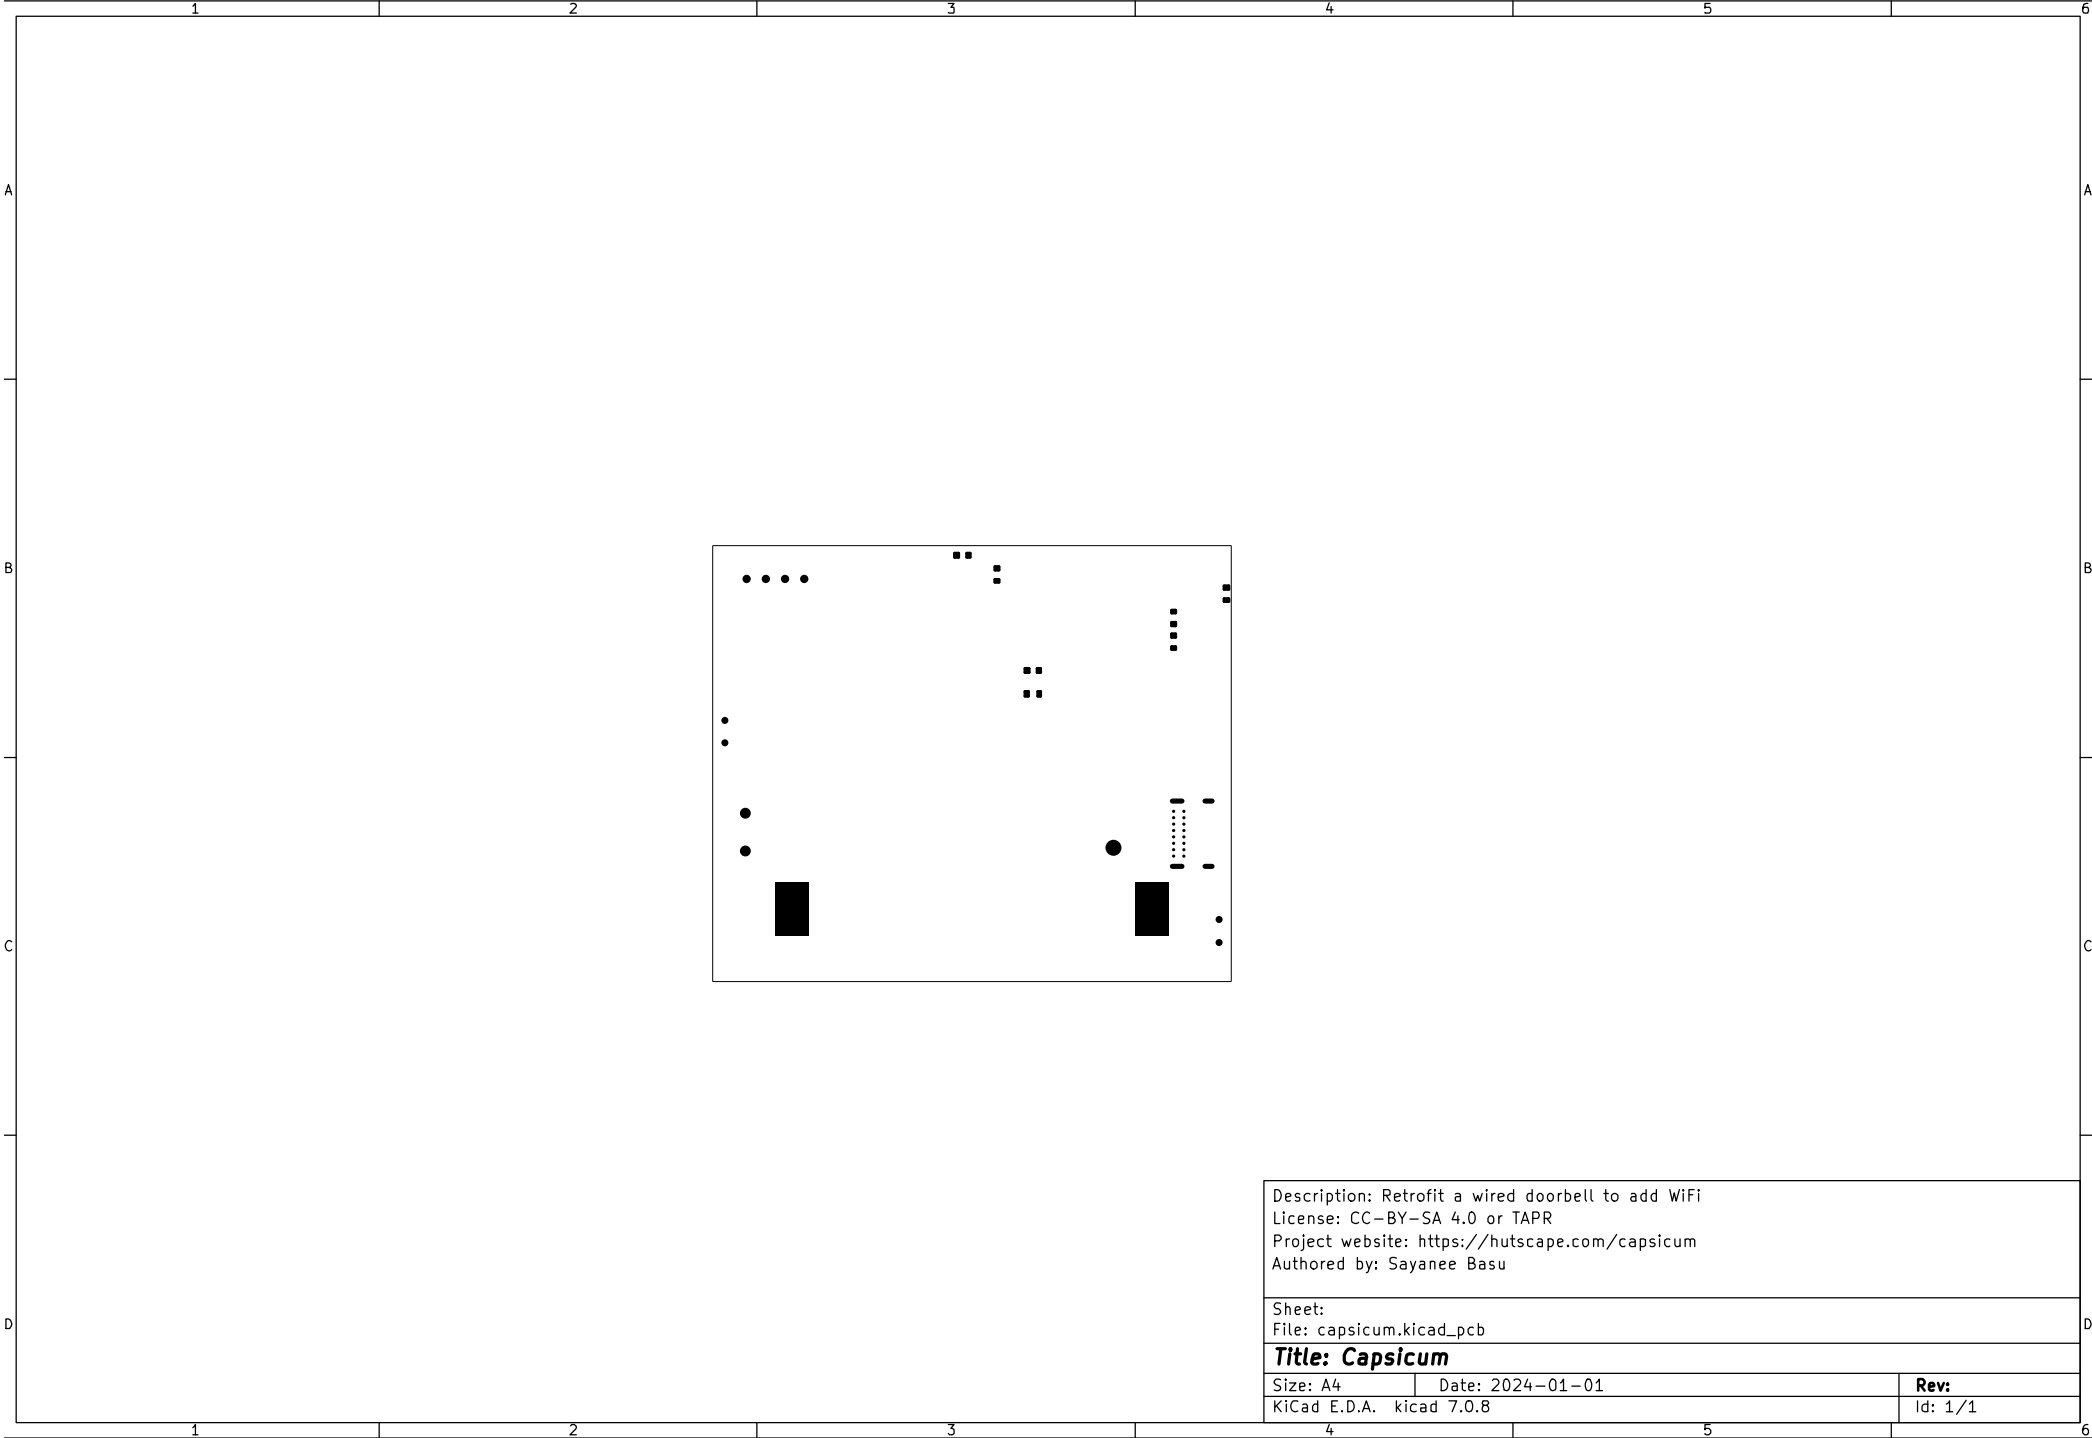 1 2 3 4 5 6
A A
B B
C C
Description: Retrofit a wired doorbell to add WiFi
License: CC-BY-SA 4.0 or TAPR
Project website: https://hutscape.com/capsicum
Authored by: Sayanee Basu
Sheet:
D D
File: capsicum.kicad_pcb
Title: Capsicum
Size: A4 Date: 2024-01-01 Rev:
KiCad E.D.A. kicad 7.0.8 Id: 1/1
1 2 3 4 5 6